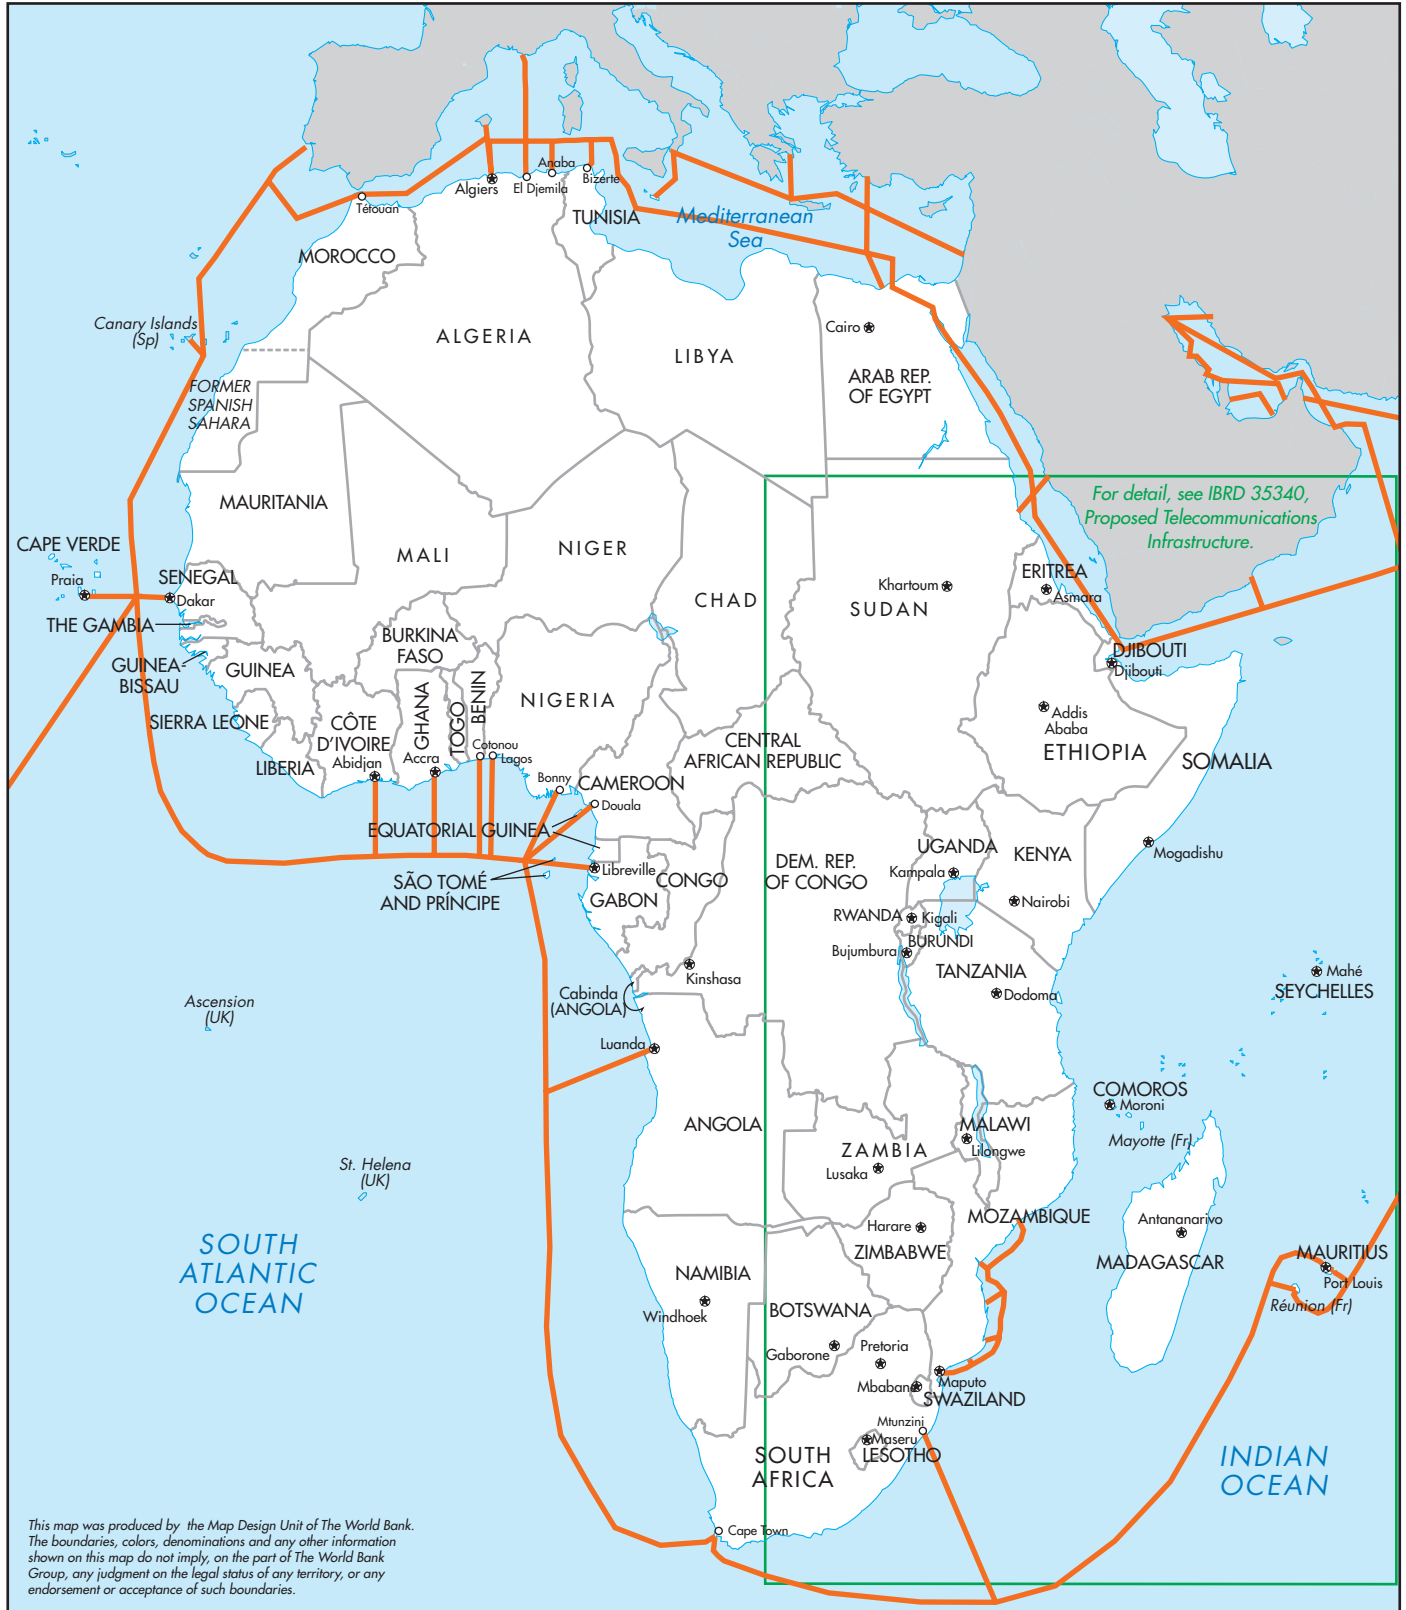 Anaba
Algiers
El Djemila
Bizerte
Tétouan
TUNISIA
Mediterranean
Sea
MOROCCO
Canary Islands
(Sp)
Cairo
ALGERIA
LIBYA
ARAB REP.
OF EGYPT
FORMER
SPANISH
SAHARA
For detail, see IBRD 35340,
Proposed Telecommunications
Infrastructure.
MAURITANIA
CAPE VERDE
MALI
NIGER
Praia
SENEGAL
Dakar
ERITREA
Khartoum
Asmara
CHAD
SUDAN
THE GAMBIA
BURKINA
FASO
GUINEA-
BISSAU
GUINEA
DJIBOUTI
Djibouti
NIGERIA
GHANA
TOGO
BENIN
SIERRA LEONE
CÔTE
D'IVOIRE
Abidjan
Addis
Ababa
ETHIOPIA
CENTRAL
AFRICAN REPUBLIC
Cotonou
Lagos
Accra
LIBERIA
SOMALIA
Bonny
CAMEROON
Douala
EQUATORIAL GUINEA
UGANDA
KENYA
Mogadishu
DEM. REP.
OF CONGO
Kampala
Libreville
SÃO TOMÉ
AND PRÍNCIPE
CONGO
GABON
Nairobi
RWANDA
Kigali
BURUNDI
Bujumbura
TANZANIA
Kinshasa
Mahé
SEYCHELLES
Cabinda
(ANGOLA)
Dodoma
Ascension
(UK)
Luanda
COMOROS
Moroni
ANGOLA
MALAWI
Lilongwe
Mayotte (Fr)
ZAMBIA
Lusaka
St. Helena
(UK)
MOZAMBIQUE
Harare
ZIMBABWE
Antananarivo
MADAGASCAR
SOUTH
ATLANTIC
OCEAN
MAURITIUS
Port Louis
Réunion (Fr)
NAMIBIA
Windhoek
BOTSWANA
Gaborone
Pretoria
Mbabane
Maputo
SWAZILAND
Mtunzini
Maseru
LESOTHO
SOUTH
AFRICA
INDIAN
OCEAN
Cape Town
This map was produced by the Map Design Unit of The World Bank.
The boundaries, colors, denominations and any other information
shown on this map do not imply, on the part of The World Bank
Group, any judgment on the legal status of any territory, or any
endorsement or acceptance of such boundaries.